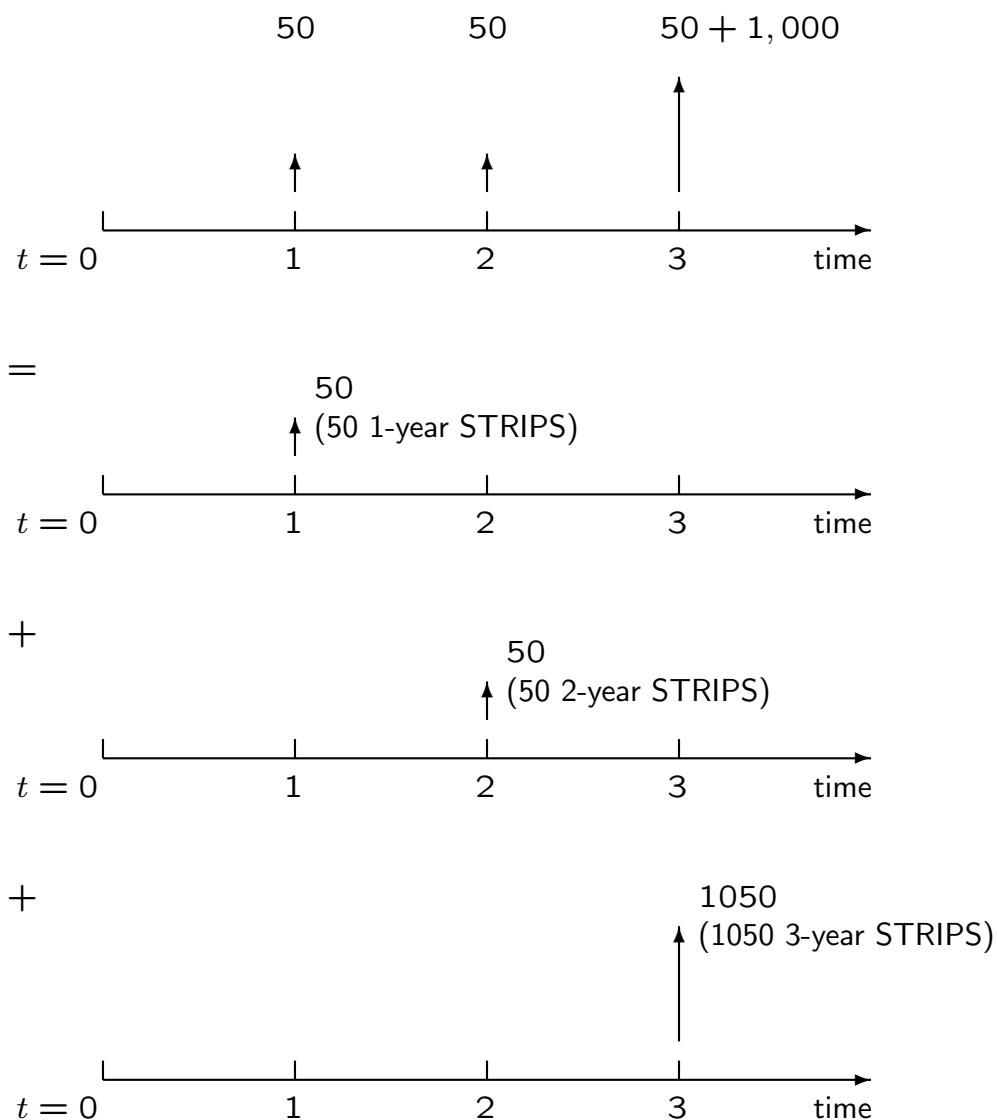 50 50 50 + 1, 000
t = 0 1 2 3 time
=
50
(50 1-year STRIPS)
t = 0 1 2 3 time
+
50
(50 2-year STRIPS)
t = 0 1 2 3 time
+
1050
(1050 3-year STRIPS)
t = 0 1 2 3 time